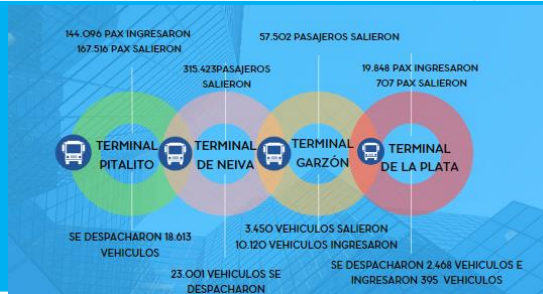 144.096 PAX INGRESARON
167.516 PAX SALIERON
57.502 PASAJEROS SALIERON
315.423PASAJEROS
SALIERON
19.848 PAX INGRESARON
707 PAX SALIERON
TERMINAL
PITALITO
TERMINAL
DE NEIVA
TERMINAL
GARZÓN
TERMINAL
DE LA PLATA
SE DESPACHARON 18.613
VEHICULOS
23.001 VEHICULOS SE
DESPACHARON
3.450 VEHICULOS SALIERON
10.120 VEHICULOS INGRESARON
SE DESPACHARON 2.468 VEHICULOS E
INGRESARON 395 VEHICULOS